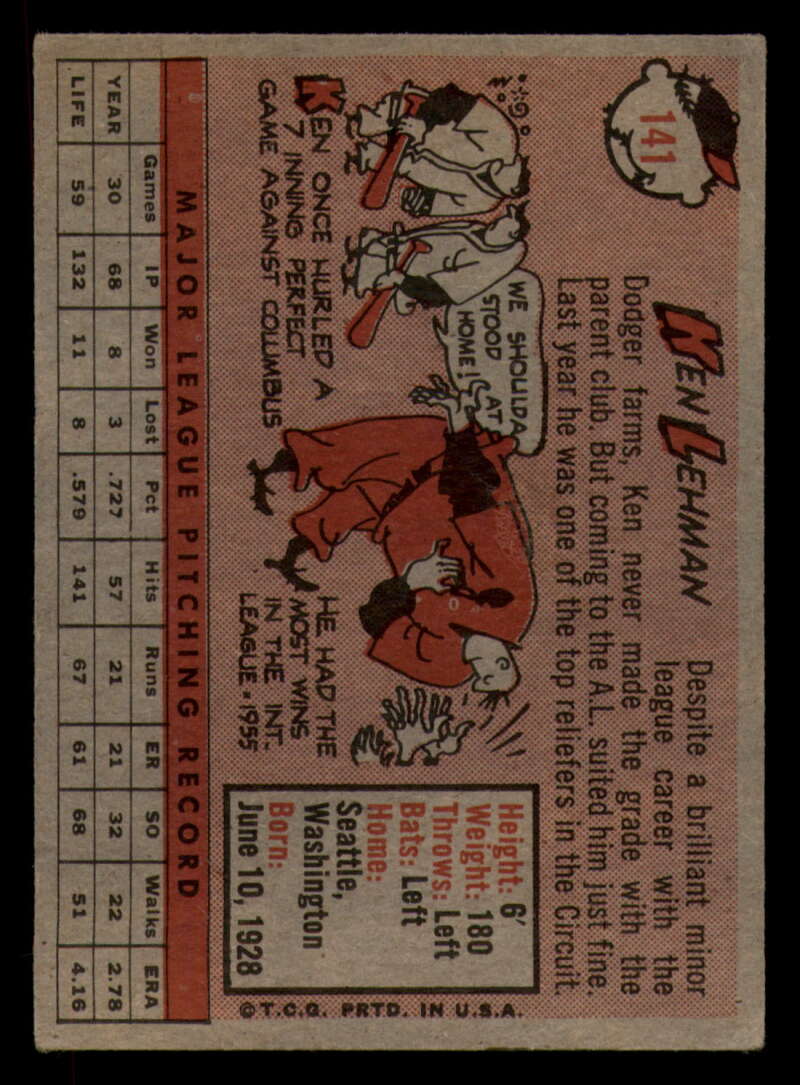 141
KEN LEHMAN
Despite a brilliant minor
league career with the
Dodger farms, Ken never made the grade with the
parent club. But coming to the A.L. suited him just fine.
Last year he was one of the top reliefers in the Circuit.
WE SHOULDA
STOOD AT
HOME!
KEN ONCE HURLED A
7 INNING PERFECT
GAME AGAINST COLUMBUS
HE HAD THE
MOST WINS
IN THE INT.
LEAGUE-1955
Height: 6'
Weight: 180
Throws: Left
Bats: Left
Home:
Seattle,
Washington
Born:
June 10, 1928
©T.C.G. PRTD. IN U.S.A.
MAJOR LEAGUE PITCHING RECORD
Games IP Won Lost Pct Hits Runs ER SO Walks ERA
YEAR 30 68 8 3 .727 57 21 21 32 22 2.78
LIFE 59 132 11 8 .579 141 67 61 68 51 4.16